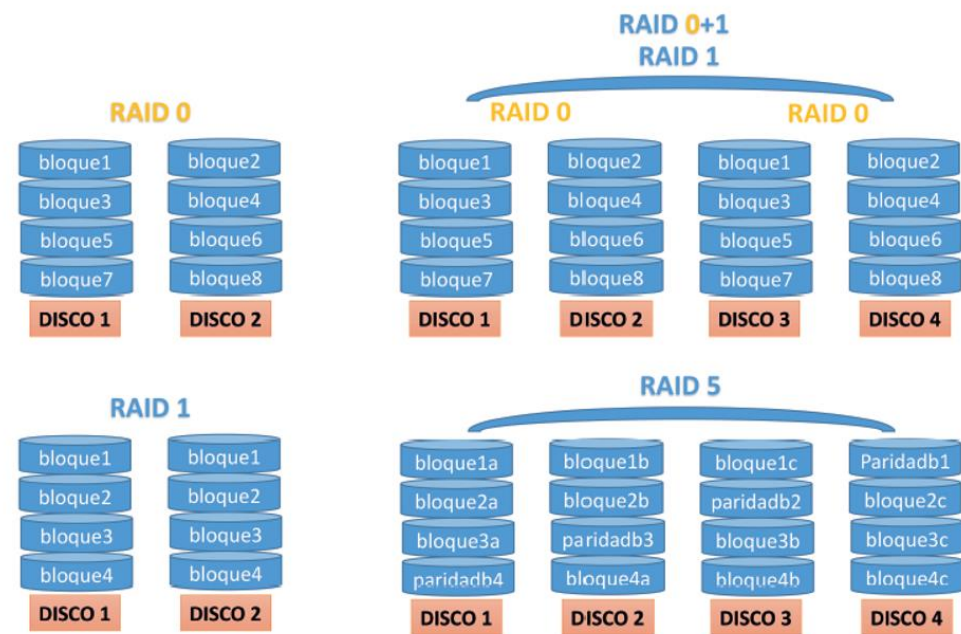 RAID 0
bloque1 bloque2
bloque3 bloque4
bloque5 bloque6
bloque7 bloque8
DISCO 1 DISCO 2
RAID 0+1
RAID 1
RAID 0 RAID 0
bloque1 bloque2 bloque1 bloque2
bloque3 bloque4 bloque3 bloque4
bloque5 bloque6 bloque5 bloque6
bloque7 bloque8 bloque7 bloque8
DISCO 1 DISCO 2 DISCO 3 DISCO 4
RAID 1
bloque1 bloque1
bloque2 bloque2
bloque3 bloque3
bloque4 bloque4
DISCO 1 DISCO 2
RAID 5
bloque1a bloque1b bloque1c Paridadb1
bloque2a bloque2b paridadb2 bloque2c
bloque3a paridadb3 bloque3b bloque3c
paridadb4 bloque4a bloque4b bloque4c
DISCO 1 DISCO 2 DISCO 3 DISCO 4